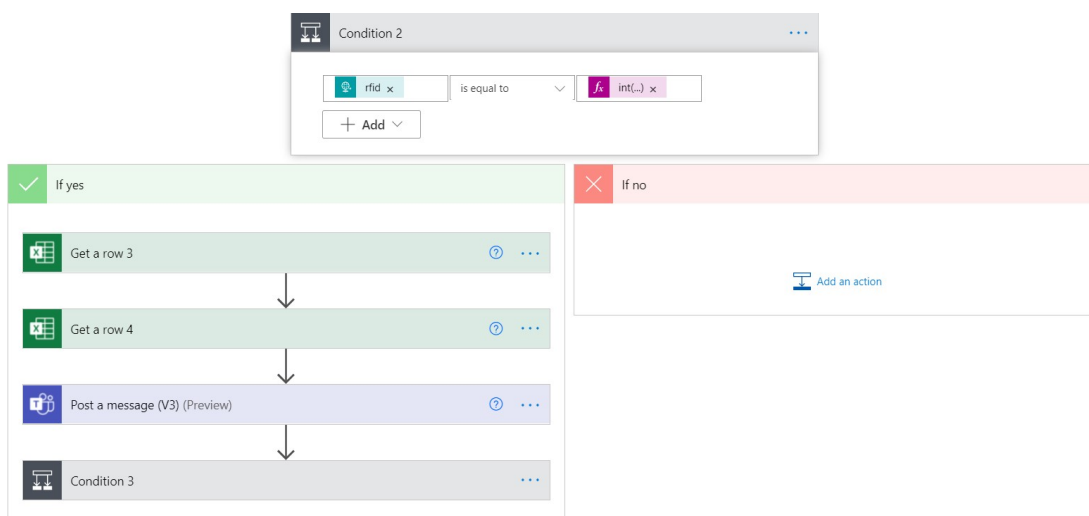 Condition 2
rfid × is equal to fx int(...) ×
+ Add
If yes
If no
Get a row 3
Add an action
Get a row 4
Post a message (V3) (Preview)
Condition 3